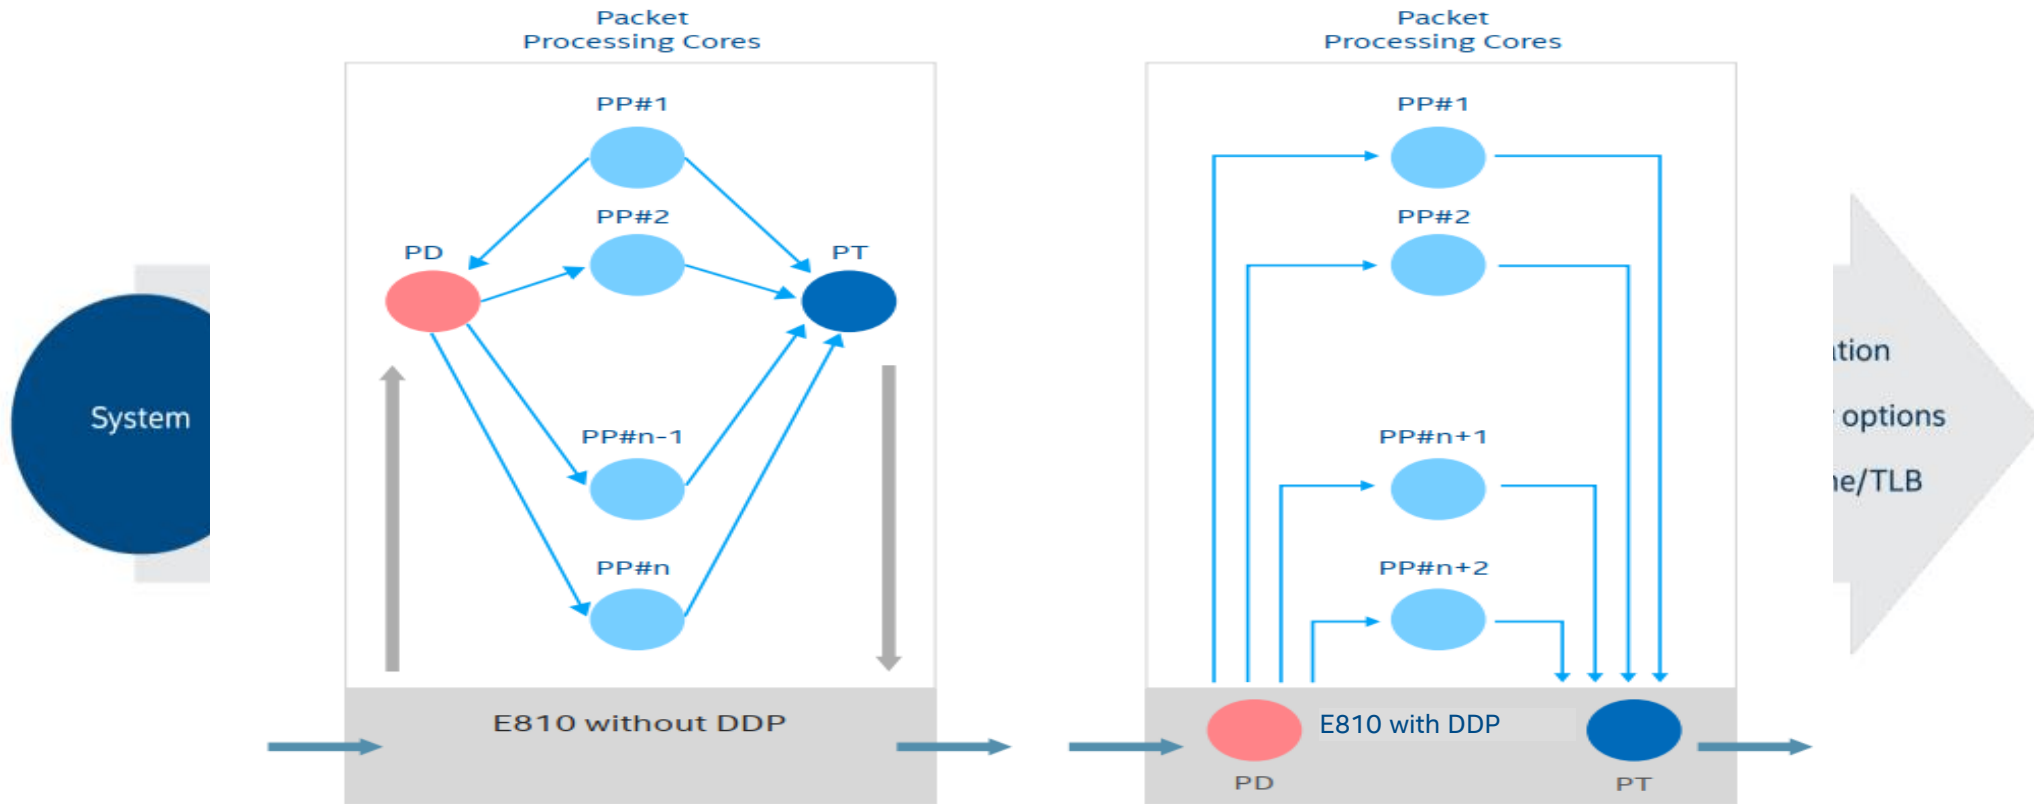 Packet
Processing Cores
PP#1
PP#2
PD
PT
PP#n-1
PP#n
E810 without DDP
Packet
Processing Cores
PP#1
PP#2
PP#n+1
PP#n+2
E810 with DDP
PD
PT
System
options
/TLB